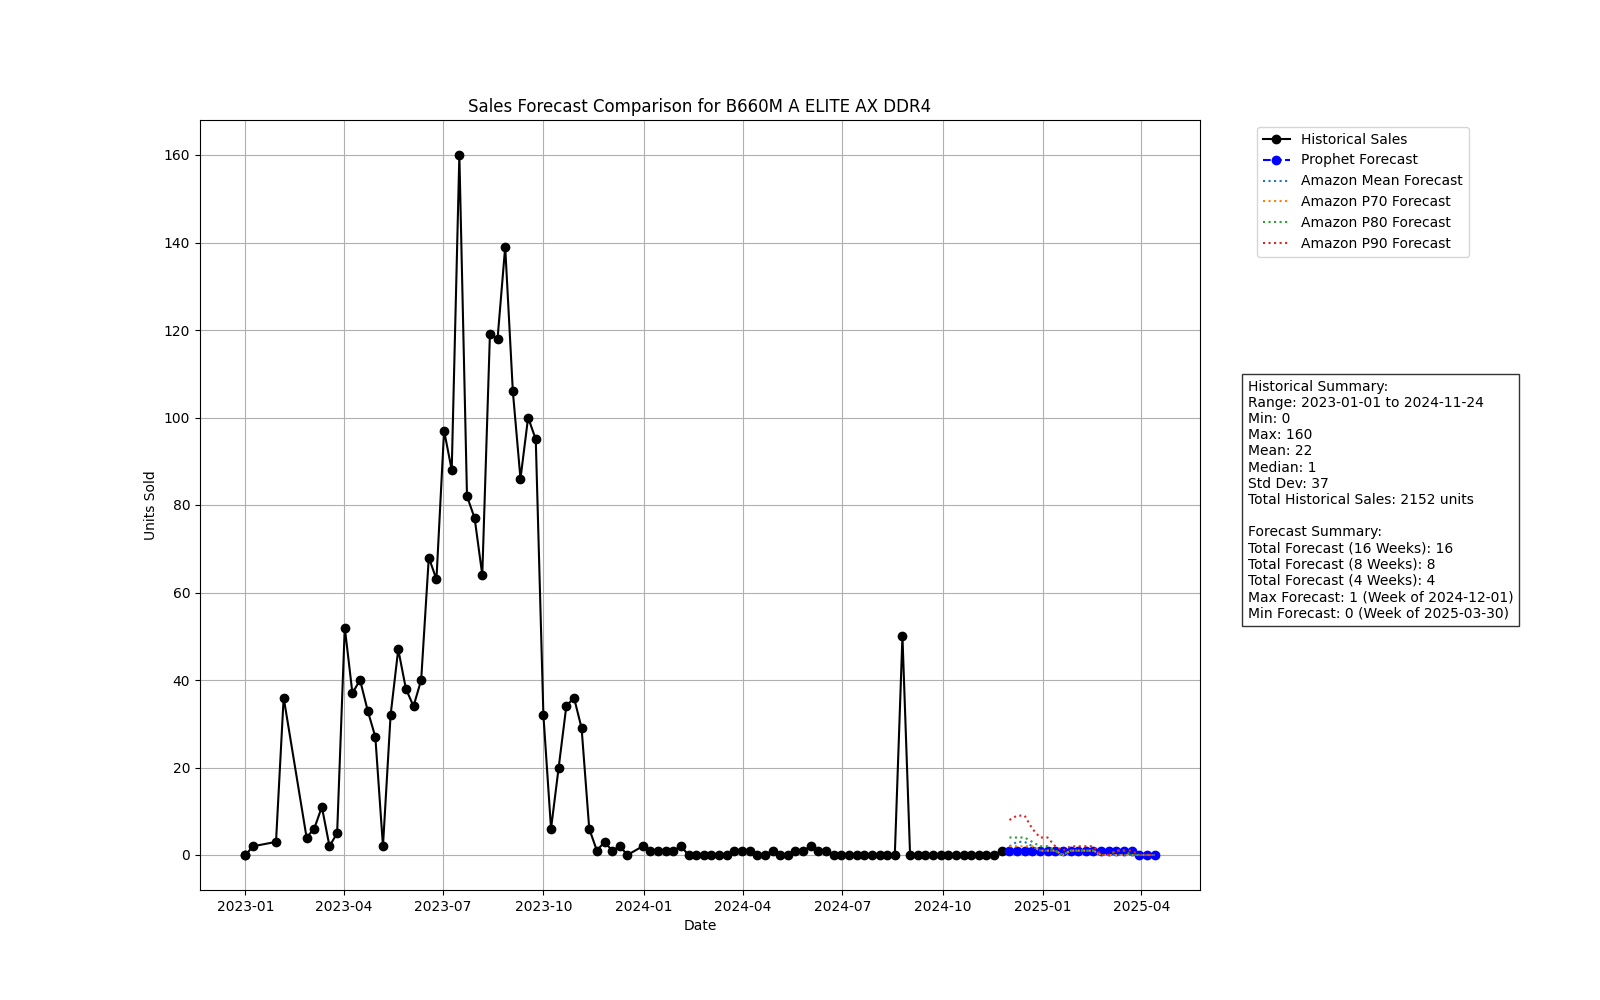 Sales Forecast Comparison for B660M A ELITE AX DDR4
160
140
120
100
80
60
40
20
0
Units Sold
2023-01 2023-04 2023-07 2023-10 2024-01 2024-04 2024-07 2024-10 2025-01 2025-04
Date
Historical Sales
Prophet Forecast
Amazon Mean Forecast
Amazon P70 Forecast
Amazon P80 Forecast
Amazon P90 Forecast
Historical Summary:
Range: 2023-01-01 to 2024-11-24
Min: 0
Max: 160
Mean: 22
Median: 1
Std Dev: 37
Total Historical Sales: 2152 units
Forecast Summary:
Total Forecast (16 Weeks): 16
Total Forecast (8 Weeks): 8
Total Forecast (4 Weeks): 4
Max Forecast: 1 (Week of 2024-12-01)
Min Forecast: 0 (Week of 2025-03-30)